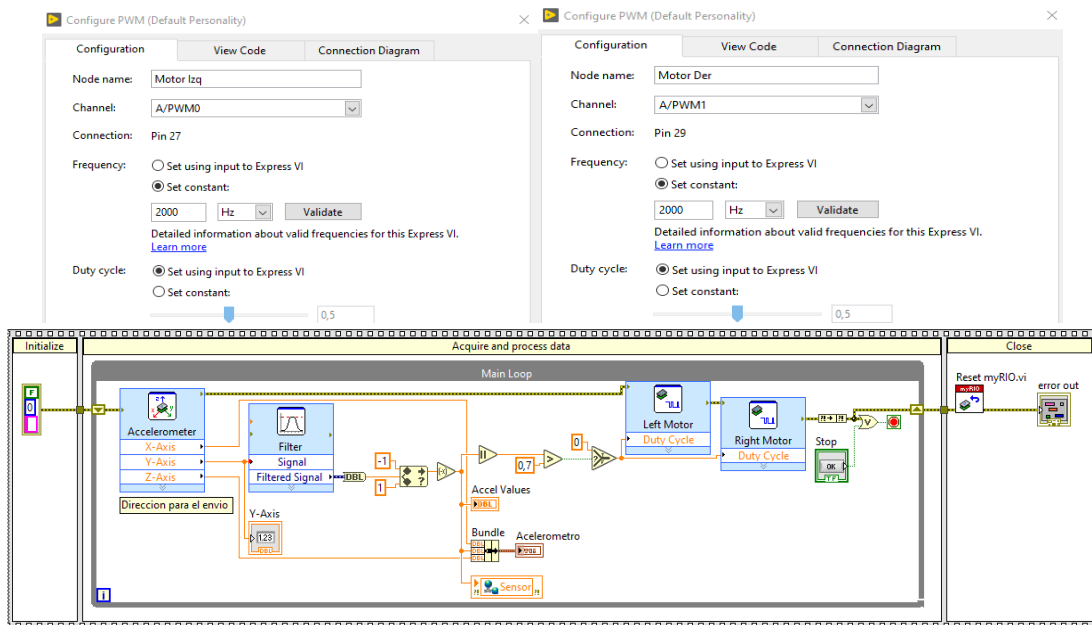 Configure PWM (Default Personality)
Configuration
View Code
Connection Diagram
Node name:
Motor Izq
Channel:
A/PWM0
Connection:
Pin 27
Frequency:
Set using input to Express VI
Set constant:
2000
Hz
Validate
Detailed information about valid frequencies for this Express VI.
Learn more
Duty cycle:
Set using input to Express VI
Set constant:
0,5
Configure PWM (Default Personality)
Configuration
View Code
Connection Diagram
Node name:
Motor Der
Channel:
A/PWM1
Connection:
Pin 29
Frequency:
Set using input to Express VI
Set constant:
2000
Hz
Validate
Detailed information about valid frequencies for this Express VI.
Learn more
Duty cycle:
Set using input to Express VI
Set constant:
0,5
Initialize
Acquire and process data
Close
Main Loop
F
0
Accelerometer
X-Axis
Y-Axis
Z-Axis
Direccion para el envio
Filter
Signal
Filtered Signal
DBL
Y-Axis
1.23
DBL
-1
1
|x|
0,7
>
0
?
Accel Values
DBL
Bundle
DBL
DBL
DBL
Acelerometro
Sensor
Left Motor
Duty Cycle
Right Motor
Duty Cycle
Stop
OK
TF
V
Reset myRIO.vi
myRIO
error out
i